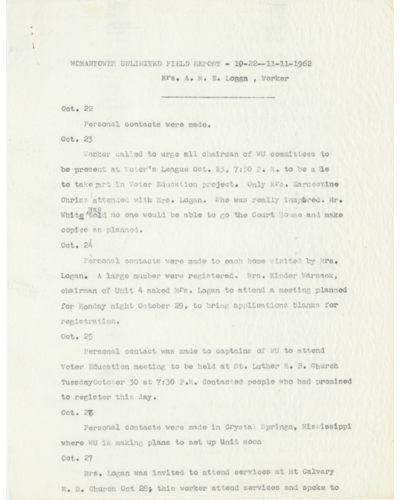 WOMANPOWER UNLIMITED FIELD REPORT - 10-22--11-11-1962
Mrs. A. M. E. Logan , Worker
Oct. 22
Personal contacts were made.
Oct. 23
Worker called to urge all chairman of WU committees to
be present at Voter's League Oct. 23, 7:30 P. M. to be able
to take part in Voter Education project. Only Mrs. Earnestine
attended with Mrs. Logan. She was really inspired. Mr.
White was told no one would be able to go the Court House and make
copies as planned.
Oct. 24
Personal contacts were made to each home visited by Mrs.
Logan. A large number were registered. Mrs. Kinder Warnack,
chairman of Unit 4 asked Mrs. Logan to attend a meeting planned
for Monday night October 29, to bring applications blanks for
registration.
Oct. 25
Personal contact was made to captains of WU to attend
Voter Education meeting to be held at St. Luther M. B. Church
TuesdayOctober 30 at 7:30 P.M. Contacted people who had promised
to register this day.
Oct.
Personal contacts were made in Crystal Springs, Mississippi
where WU is making plans to set up Unit soon
Oct. 27
Mrs. Logan was invited to attend services at Mt Calvary
M. B. Church Oct 28; this worker attend services and spoke to